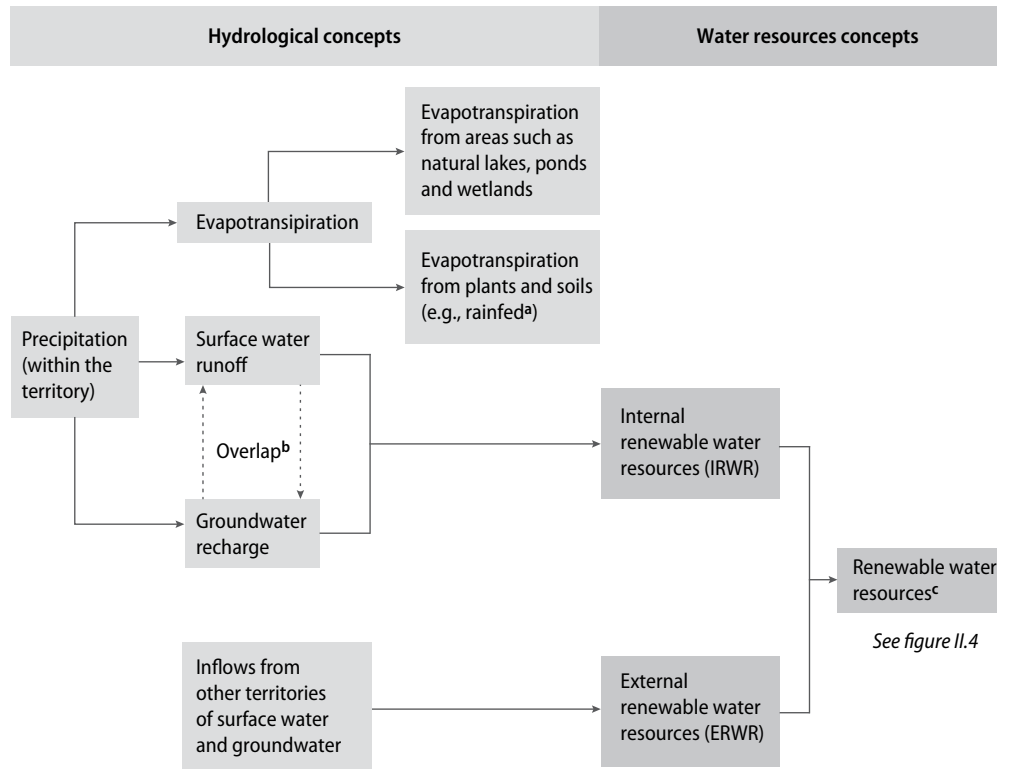 Hydrological concepts
Water resources concepts
Evapotranspiration
from areas such as
natural lakes, ponds
and wetlands
Evapotransipiration
Evapotranspiration
from plants and soils
(e.g., rainfedᵃ)
Precipitation
(within the
territory)
Surface water
runoff
Overlapᵇ
Groundwater
recharge
Internal
renewable water
resources (IRWR)
Renewable water
resourcesᶜ
See figure II.4
Inflows from
other territories
of surface water
and groundwater
External
renewable water
resources (ERWR)